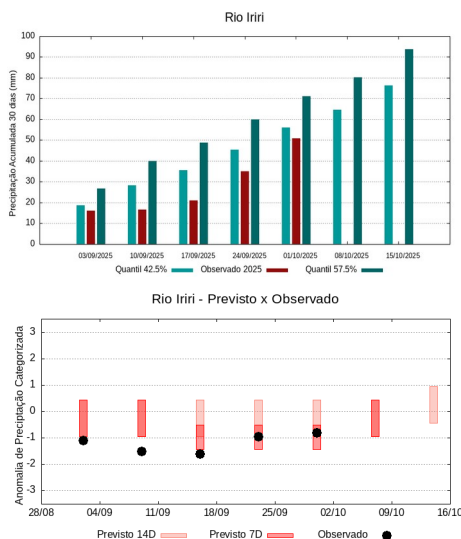 Rio Iriri
Precipitação Acumulada 30 dias (mm)
100
90
80
70
60
50
40
30
20
10
0
03/09/2025 10/09/2025 17/09/2025 24/09/2025 01/10/2025 08/10/2025 15/10/2025
Quantil 42.5% Observado 2025 Quantil 57.5%
Rio Iriri - Previsto x Observado
Anomalia de Precipitação Categorizada
3
2
1
0
-1
-2
-3
28/08 04/09 11/09 18/09 25/09 02/10 09/10 16/10
Previsto 14D Previsto 7D Observado